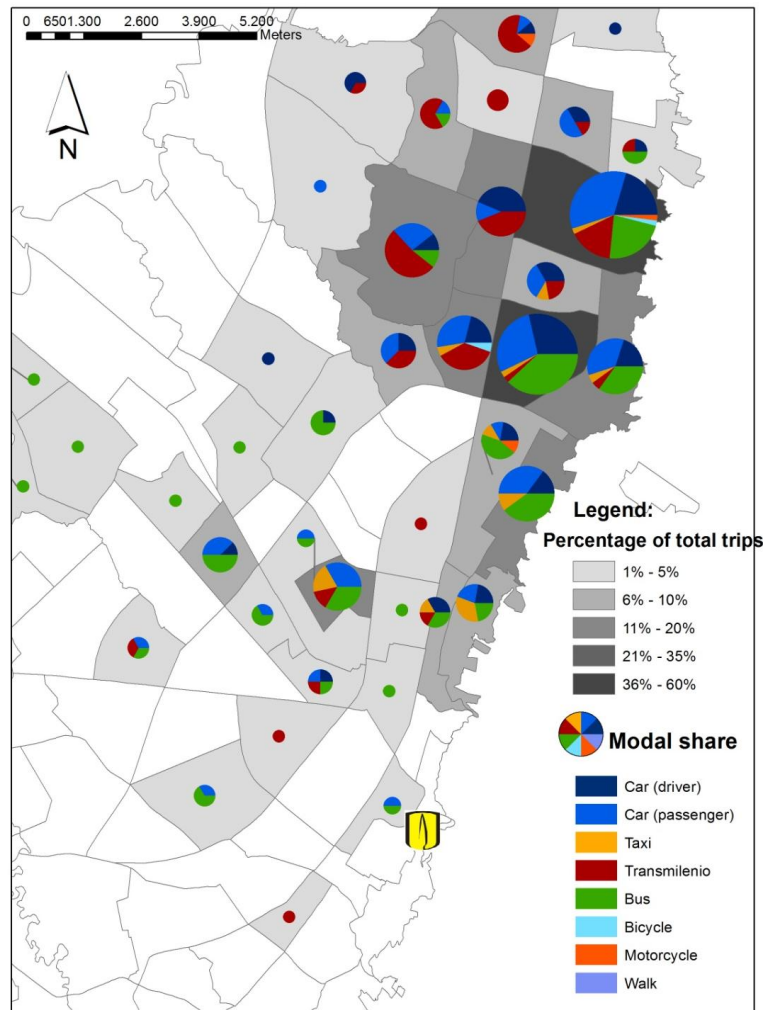 0 6501.300 2.600 3.900 5.200
Meters
N
Legend:
Percentage of total trips
1% - 5%
6% - 10%
11% - 20%
21% - 35%
36% - 60%
Modal share
Car (driver)
Car (passenger)
Taxi
Transmilenio
Bus
Bicycle
Motorcycle
Walk